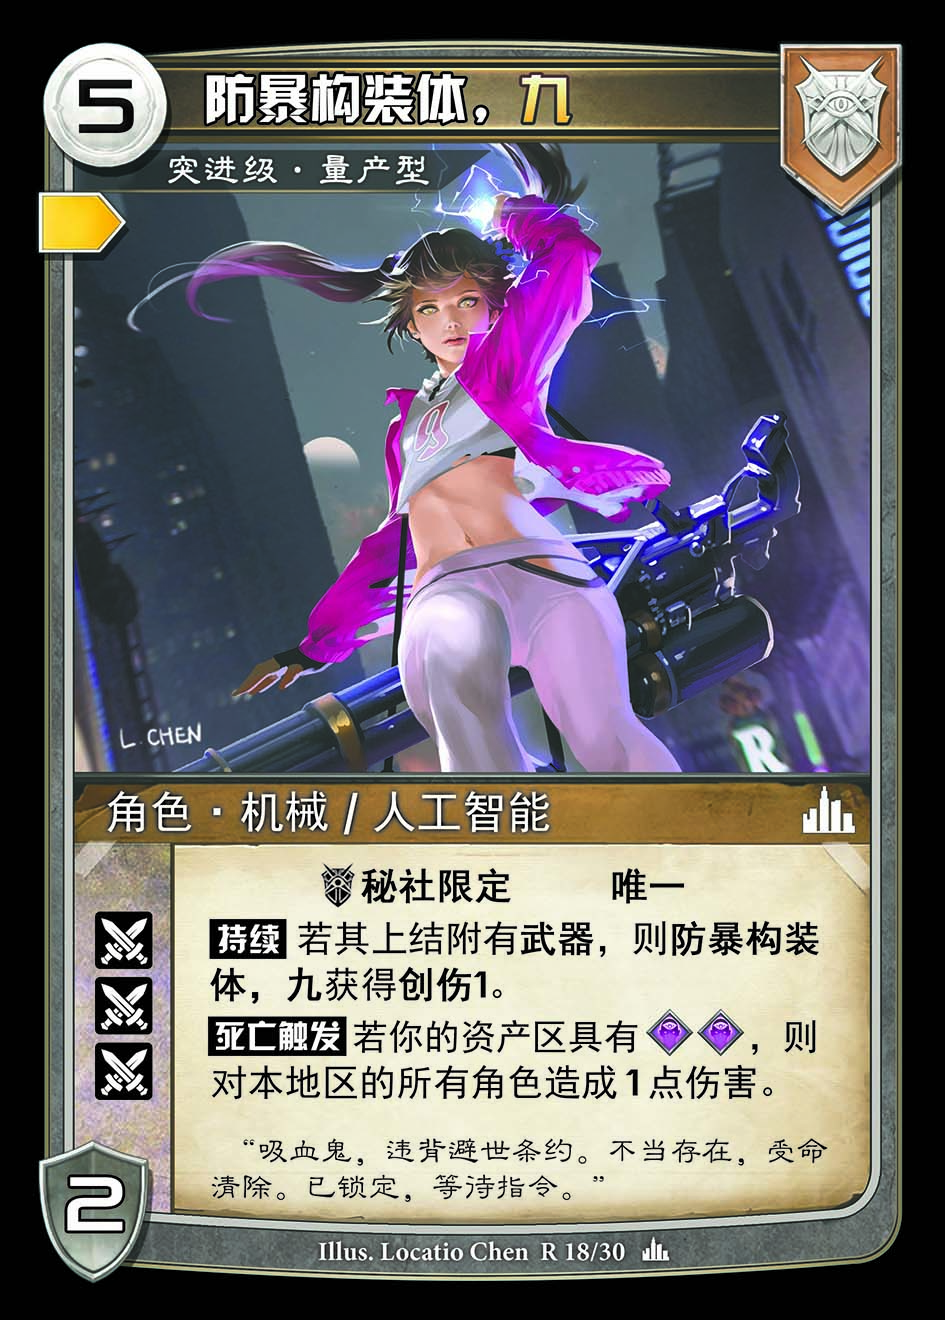 5
防暴构装体，九
突进级·量产型
L. CHEN
R
角色·机械/人工智能
秘社限定 唯一
持续 若其上结附有武器，则防暴构装
体，九获得创伤1。
死亡触发 若你的资产区具有，则
对本地区的所有角色造成1点伤害。
“吸血鬼，违背避世条约。不当存在，受命
清除。已锁定，等待指令。”
2
Illus. Locatio Chen R 18/30